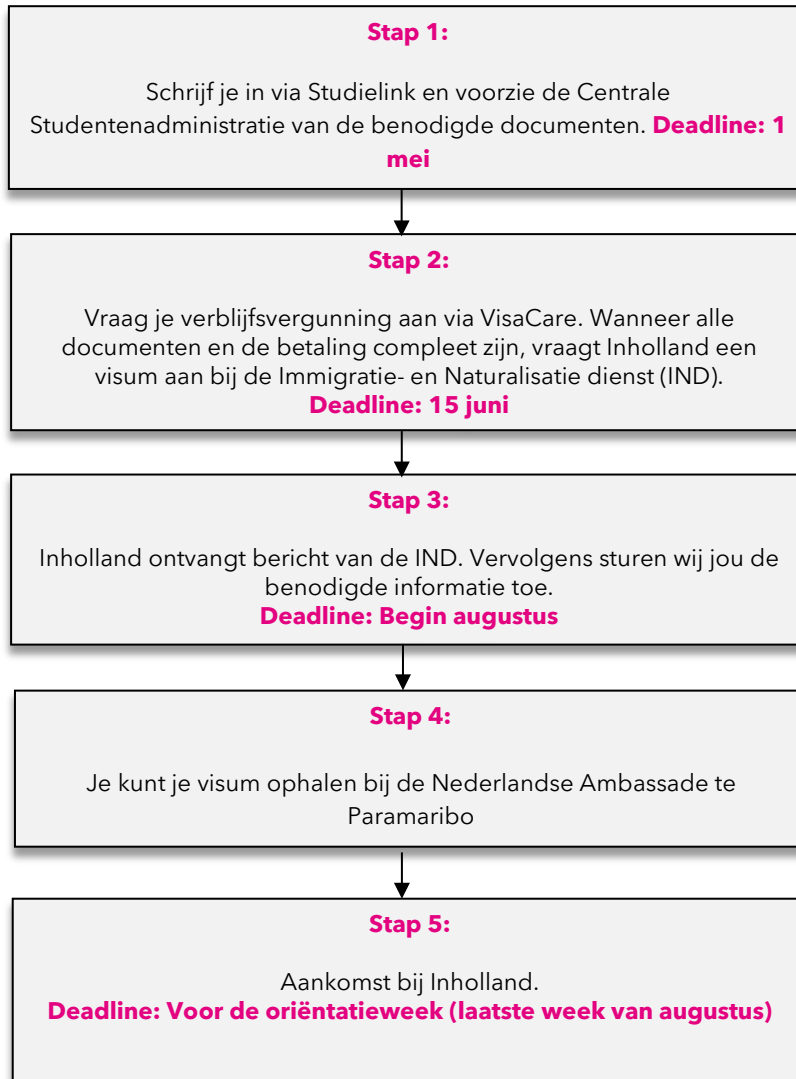 Stap 1:
Schrijf je in via Studielink en voorzie de Centrale
Studentenadministratie van de benodigde documenten. Deadline: 1
mei
Stap 2:
Vraag je verblijfsvergunning aan via VisaCare. Wanneer alle
documenten en de betaling compleet zijn, vraagt Inholland een
visum aan bij de Immigratie- en Naturalisatie dienst (IND).
Deadline: 15 juni
Stap 3:
Inholland ontvangt bericht van de IND. Vervolgens sturen wij jou de
benodigde informatie toe.
Deadline: Begin augustus
Stap 4:
Je kunt je visum ophalen bij de Nederlandse Ambassade te
Paramaribo
Stap 5:
Aankomst bij Inholland.
Deadline: Voor de oriëntatieweek (laatste week van augustus)